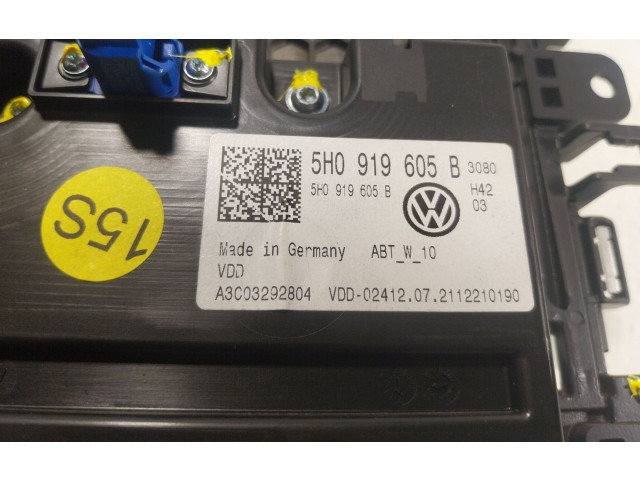 5H0 919 605 B 3080
5H0 919 605 B
H42
03
Made in Germany ABT_W_10
VDD
A3C03292804 VDD-02412.07.2112210190
15S